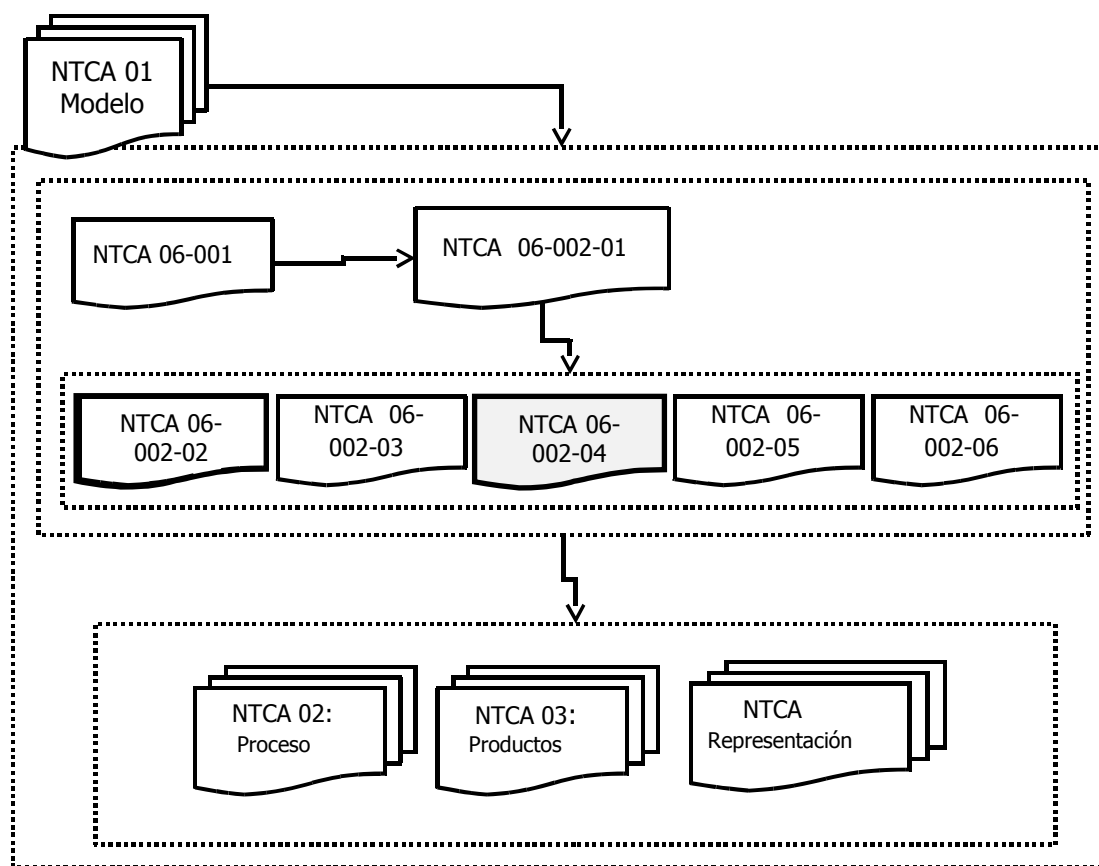 NTCA 01
Modelo
NTCA 06-001
NTCA 06-002-01
NTCA 06-
002-02
NTCA 06-
002-03
NTCA 06-
002-04
NTCA 06-
002-05
NTCA 06-
002-06
NTCA 02:
Proceso
NTCA 03:
Productos
NTCA
Representación